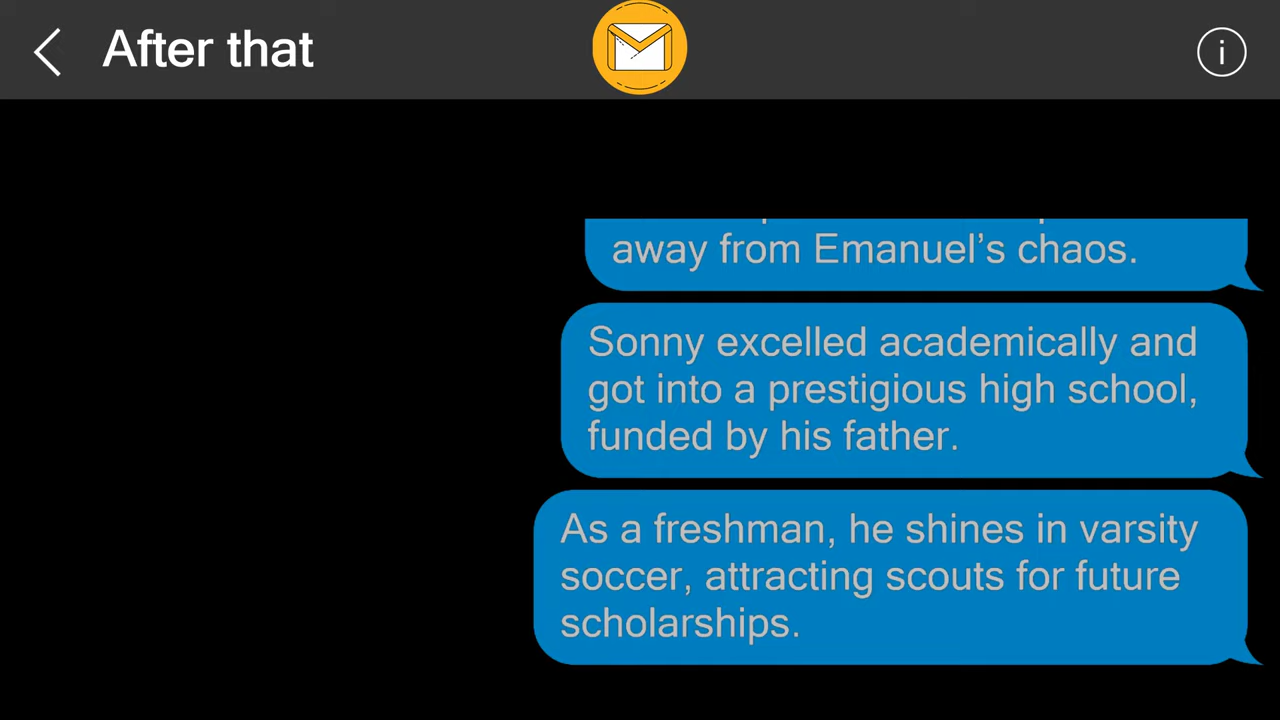 After that
i
away from Emanuel’s chaos.
Sonny excelled academically and
got into a prestigious high school,
funded by his father.
As a freshman, he shines in varsity
soccer, attracting scouts for future
scholarships.